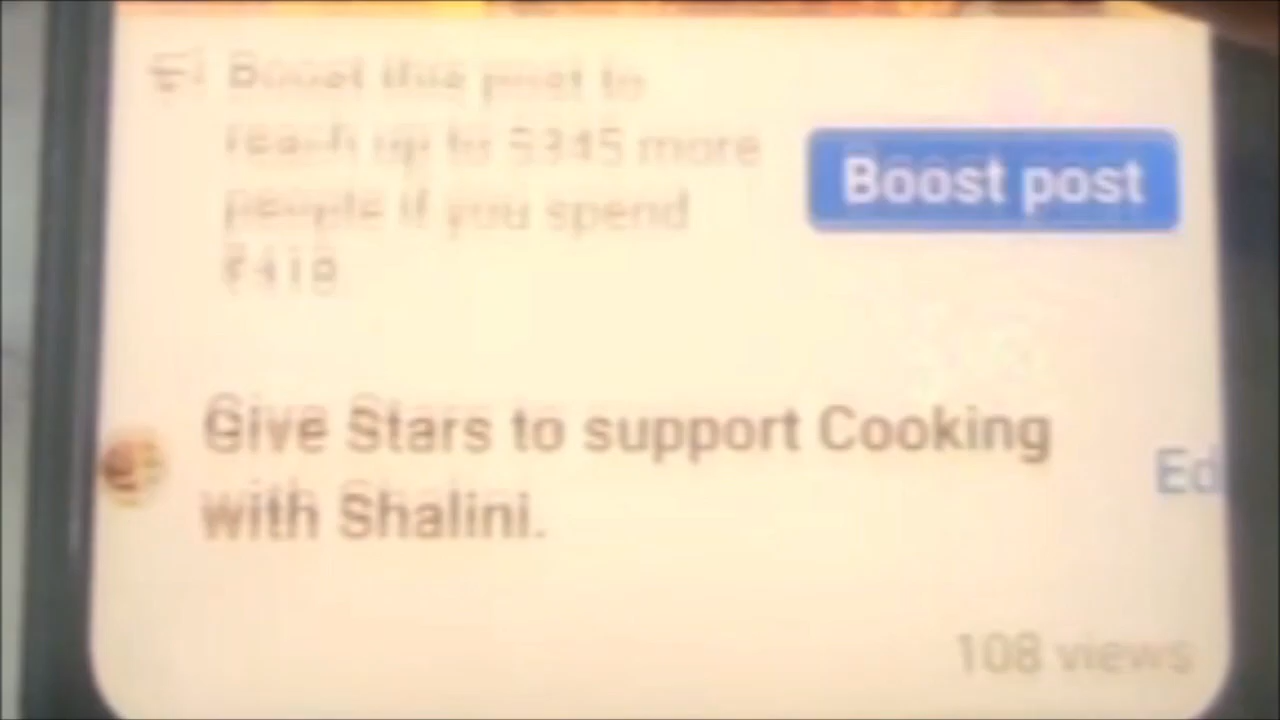 Boost this post to
reach up to 5345 more
people if you spend
₹418
Boost post
Give Stars to support Cooking
with Shalini.
Ed
108 views